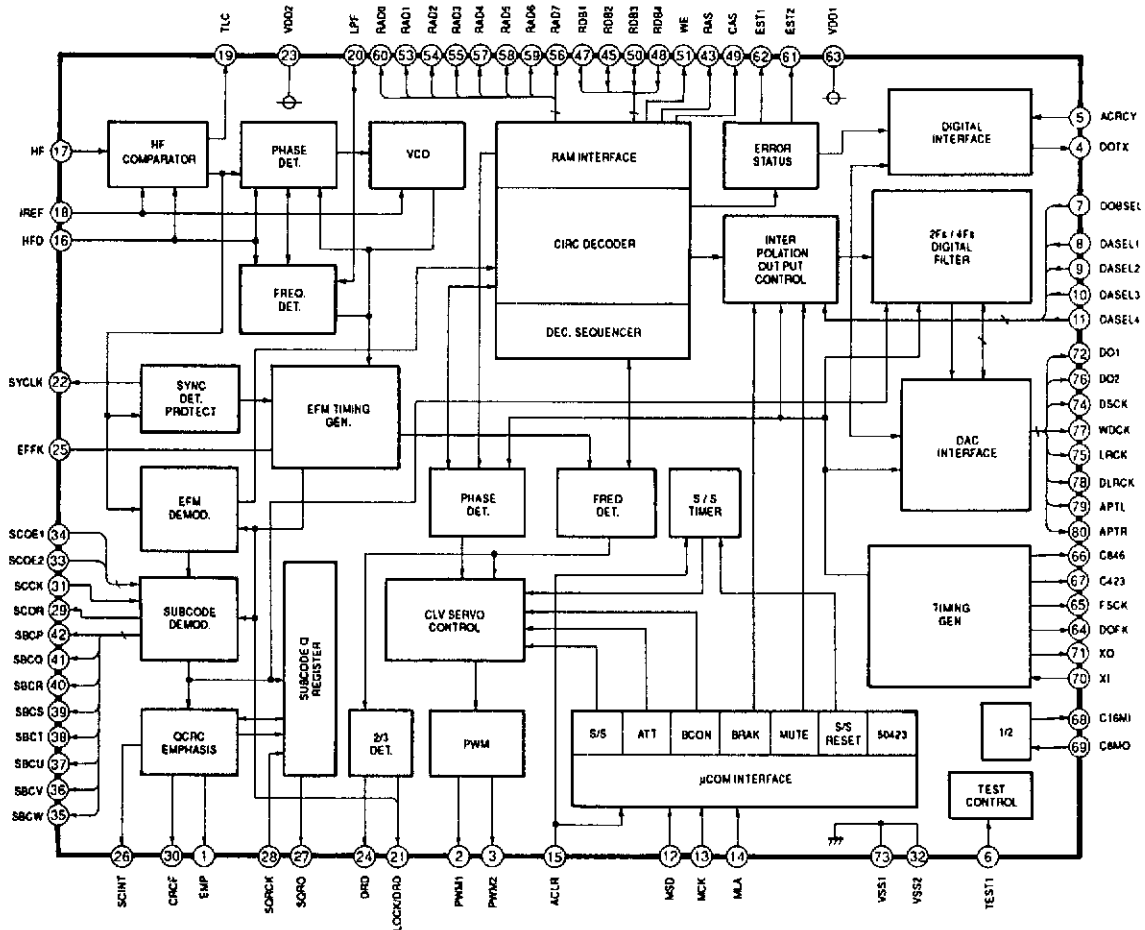 TLC
VDD2
LPF
RAD0
RAD1
RAD2
RAD3
RAD4
RAD5
RAD6
RAD7
RDB1
RDB2
RDB3
RDB4
WE
RAS
CAS
EST1
EST2
VDD1
19
23
20
60
53
54
55
57
58
59
56
47
45
50
48
51
43
49
62
61
63
HF 17
IREF 18
HFD 16
SYCLK 22
EFFK 25
SCOE1 34
SCOE2 33
SCCK 31
SCOR 29
SBCP 42
SBCQ 41
SBCR 40
SBCS 39
SBCT 38
SBCU 37
SBCV 36
SBCW 35
HF
COMPARATOR
PHASE
DET.
VCO
FREQ.
DET.
RAM INTERFACE
CIRC DECODER
DEC. SEQUENCER
ERROR
STATUS
DIGITAL
INTERFACE
INTER
POLATION
OUTPUT
CONTROL
2Fs / 4Fs
DIGITAL
FILTER
SYNC
DET.
PROTECT
EFM TIMING
GEN.
DAC
INTERFACE
EFM
DEMOD.
PHASE
DET.
FREQ
DET.
S / S
TIMER
SUBCODE
DEMOD.
SUBCODE Q
REGISTER
CLV SERVO
CONTROL
TIMING
GEN
QCRC
EMPHASIS
2/3
DET.
PWM
S/S
ATT
BCON
BRAK
MUTE
S/S
RESET
50423
µCOM INTERFACE
1/2
TEST
CONTROL
5 ACRCY
4 DOTX
7 DOBSEL
8 DASEL1
9 DASEL2
10 DASEL3
11 DASEL4
72 DO1
76 DO2
74 DSCK
77 WDCK
75 LRCK
78 DLRCK
79 APTL
80 APTR
66 C846
67 C423
65 FSCK
64 DOFK
71 XO
70 XI
68 C16MI
69 C8MO
26
30
1
28
27
24
21
2
3
15
12
13
14
73
32
6
SCINT
CRCF
EMP
SQRCK
SQRO
DRD
LOCK/DRD
PWM1
PWM2
ACLR
MSD
MCK
MLA
VSS1
VSS2
TEST1